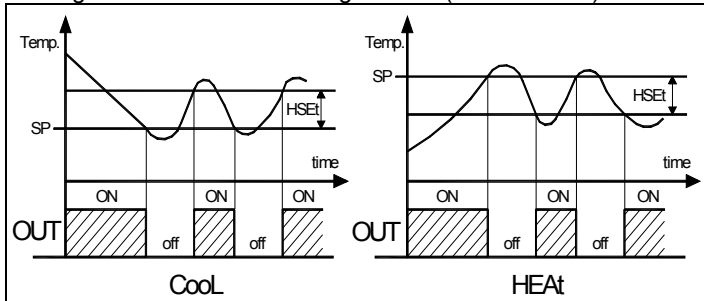 Temp.
HSEt
SP
time
ON ON ON
OUT
off off
CooL
Temp.
SP
HSEt
time
ON ON ON
OUT
off off
HEAt